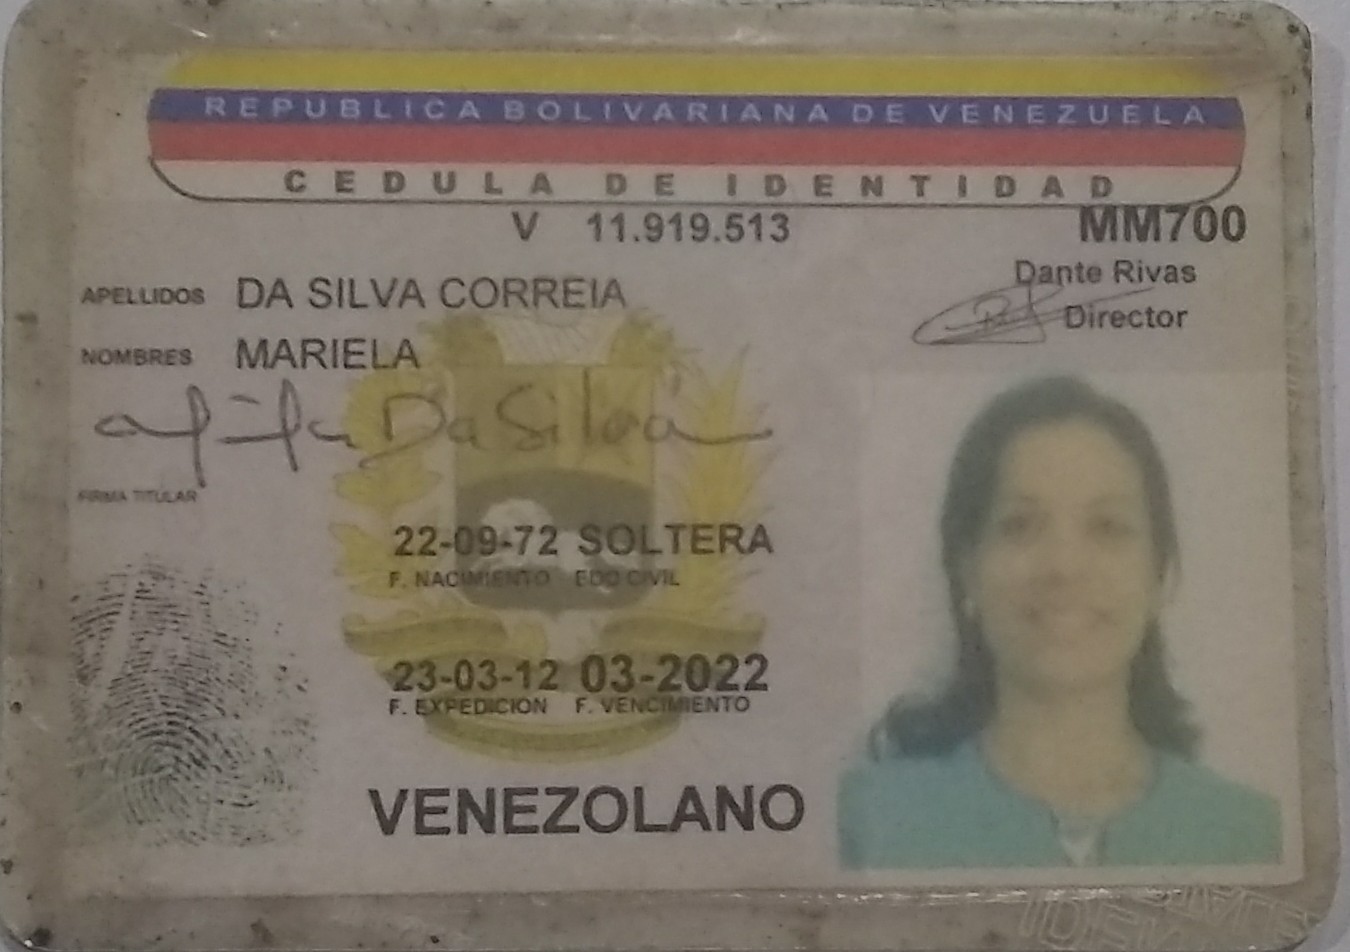 REPUBLICA BOLIVARIANA DE VENEZUELA
CEDULA DE IDENTIDAD
V 11.919.513 MM700
Dante Rivas
Director
APELLIDOS DA SILVA CORREIA
NOMBRES MARIELA
Da Silva
FIRMA TITULAR
22-09-72 SOLTERA
F. NACIMIENTO EDO CIVIL
23-03-12 03-2022
F. EXPEDICION F. VENCIMIENTO
VENEZOLANO